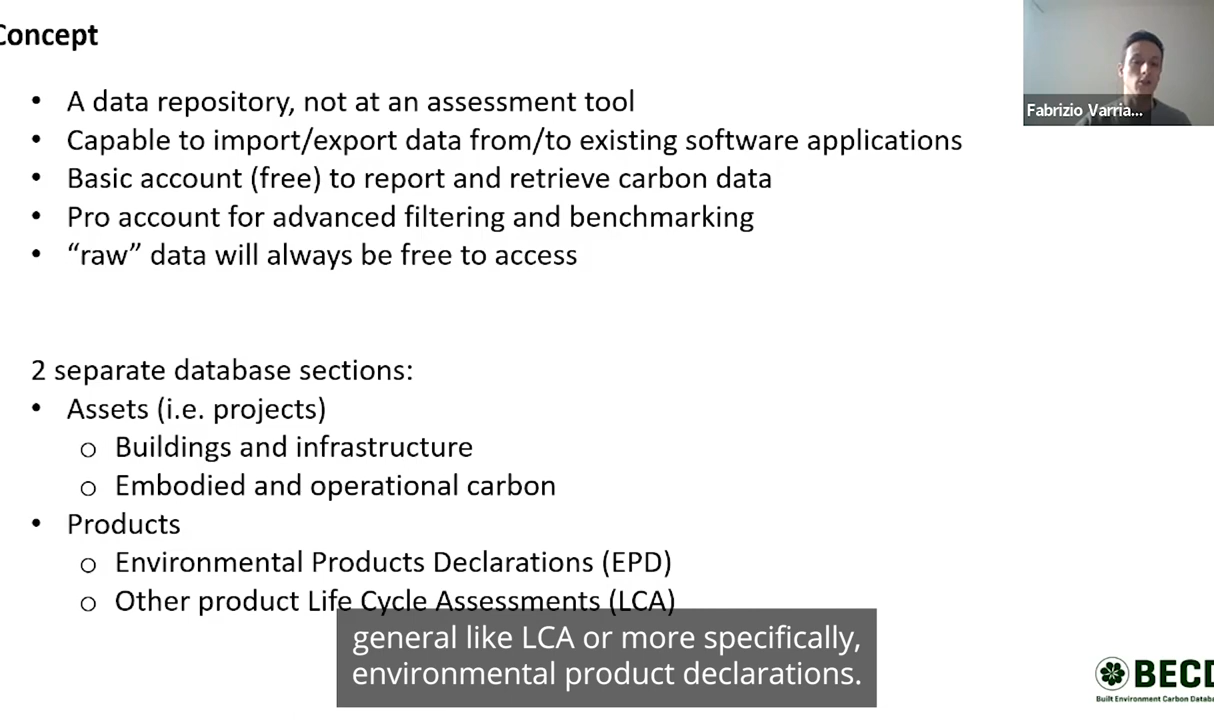 Concept
• A data repository, not at an assessment tool
• Capable to import/export data from/to existing software applications
• Basic account (free) to report and retrieve carbon data
• Pro account for advanced filtering and benchmarking
• “raw” data will always be free to access
2 separate database sections:
• Assets (i.e. projects)
o Buildings and infrastructure
o Embodied and operational carbon
• Products
o Environmental Products Declarations (EPD)
o Other product Life Cycle Assessments (LCA)
general like LCA or more specifically,
environmental product declarations.
Fabrizio Varria...
BECD
Built Environment Carbon Databa